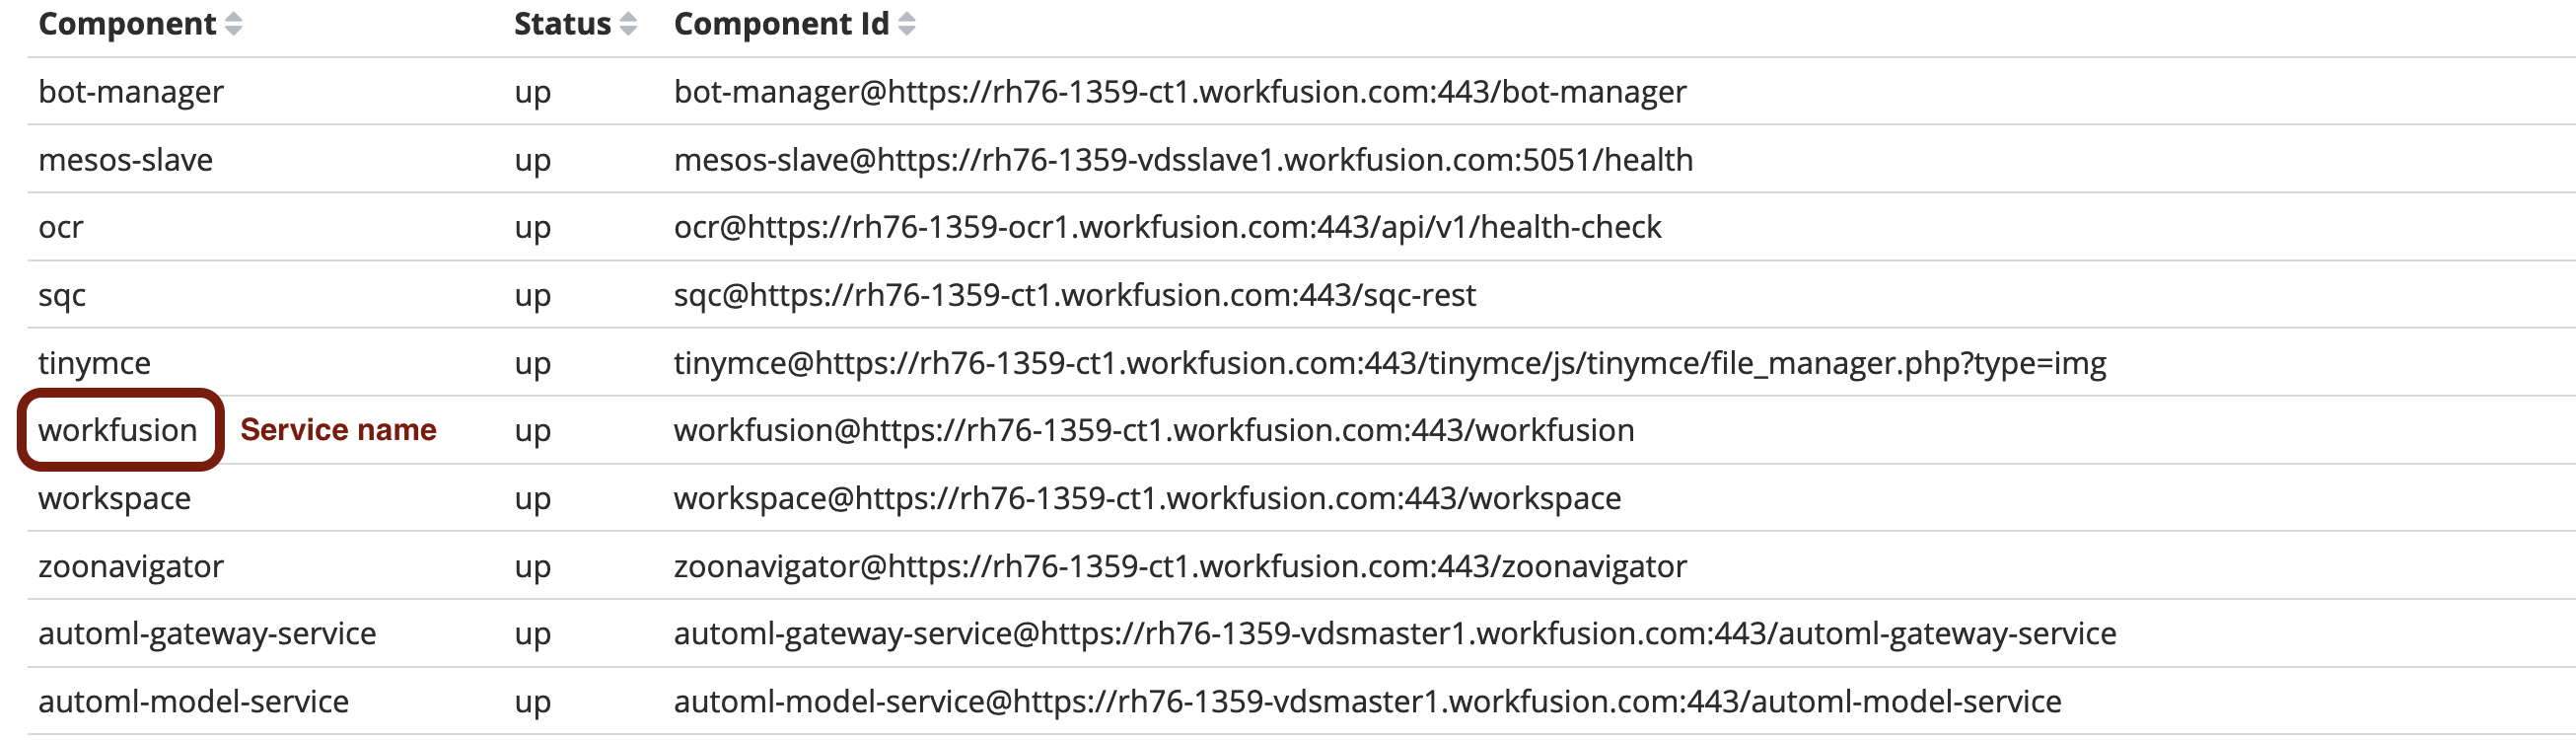 Component Status Component Id
bot-manager up bot-manager@https://rh76-1359-ct1.workfusion.com:443/bot-manager
mesos-slave up mesos-slave@https://rh76-1359-vdsslave1.workfusion.com:5051/health
ocr up ocr@https://rh76-1359-ocr1.workfusion.com:443/api/v1/health-check
sqc up sqc@https://rh76-1359-ct1.workfusion.com:443/sqc-rest
tinymce up tinymce@https://rh76-1359-ct1.workfusion.com:443/tinymce/js/tinymce/file_manager.php?type=img
workfusion Service name up workfusion@https://rh76-1359-ct1.workfusion.com:443/workfusion
workspace up workspace@https://rh76-1359-ct1.workfusion.com:443/workspace
zoonavigator up zoonavigator@https://rh76-1359-ct1.workfusion.com:443/zoonavigator
automl-gateway-service up automl-gateway-service@https://rh76-1359-vdsmaster1.workfusion.com:443/automl-gateway-service
automl-model-service up automl-model-service@https://rh76-1359-vdsmaster1.workfusion.com:443/automl-model-service